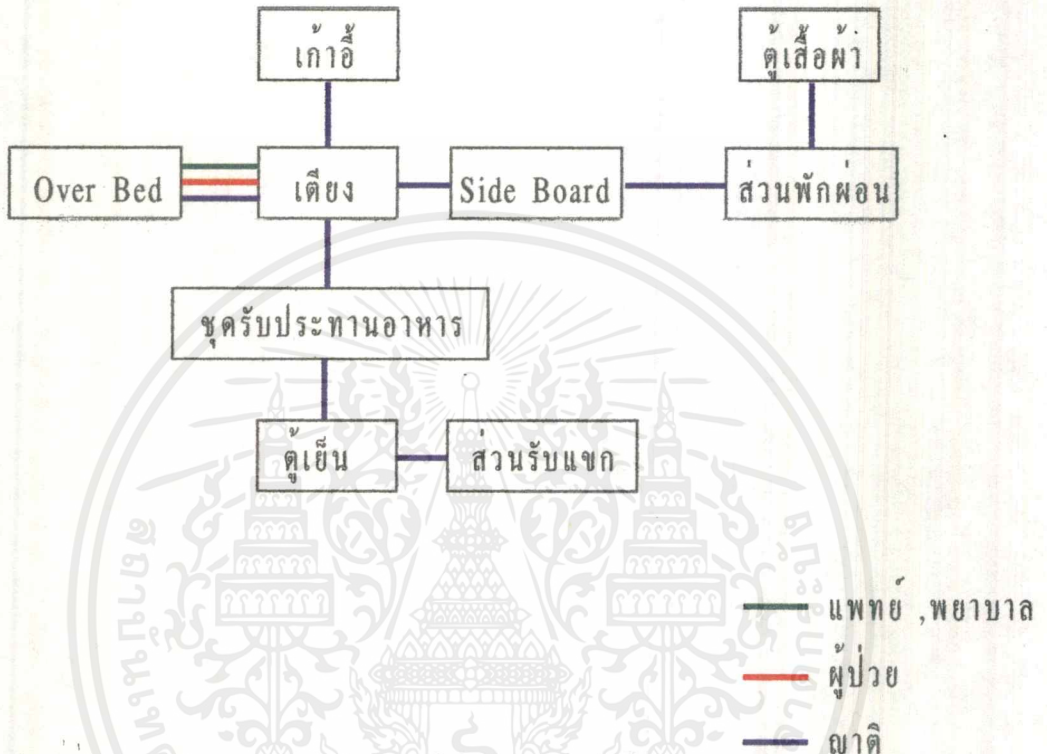 เก้าอี้
ตู้เสื้อผ้า
Over Bed
เตียง
Side Board
ส่วนพักผ่อน
ชุดรับประทานอาหาร
ตู้เย็น
ส่วนรับแขก
แพทย์ ,พยาบาล
ผู้ป่วย
ญาติ